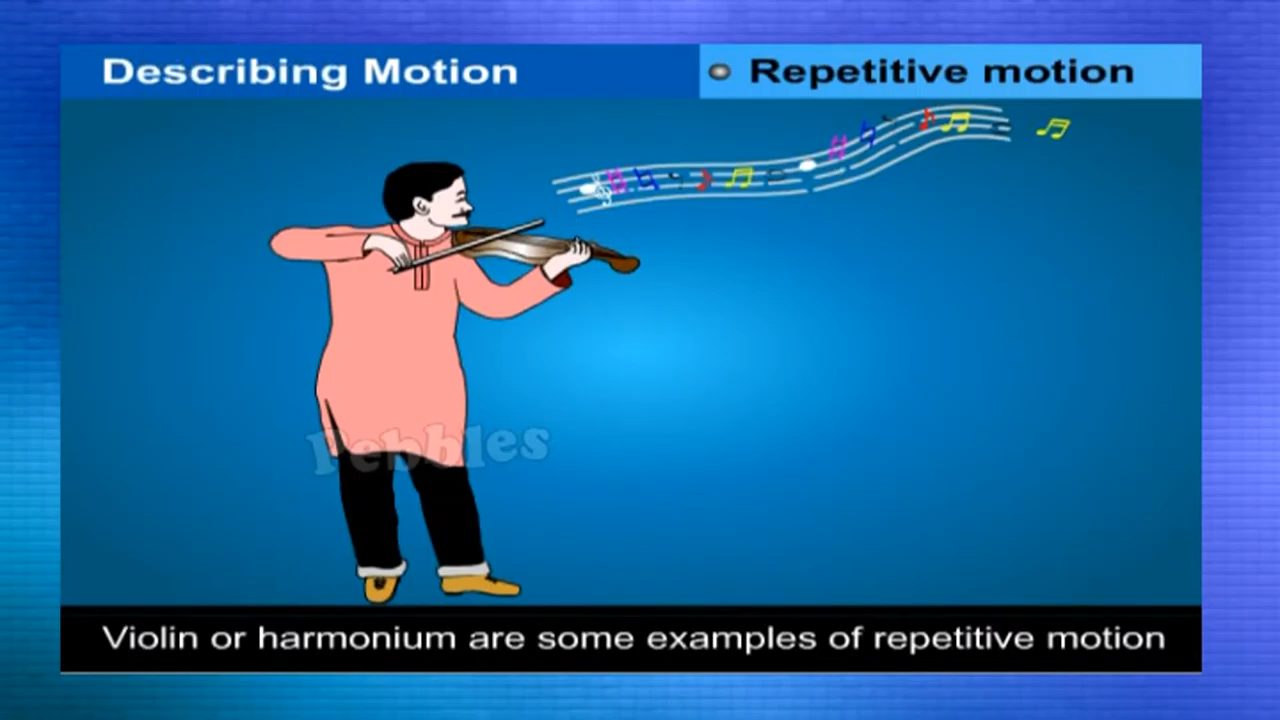 Describing Motion
Repetitive motion
Pebbles
Violin or harmonium are some examples of repetitive motion